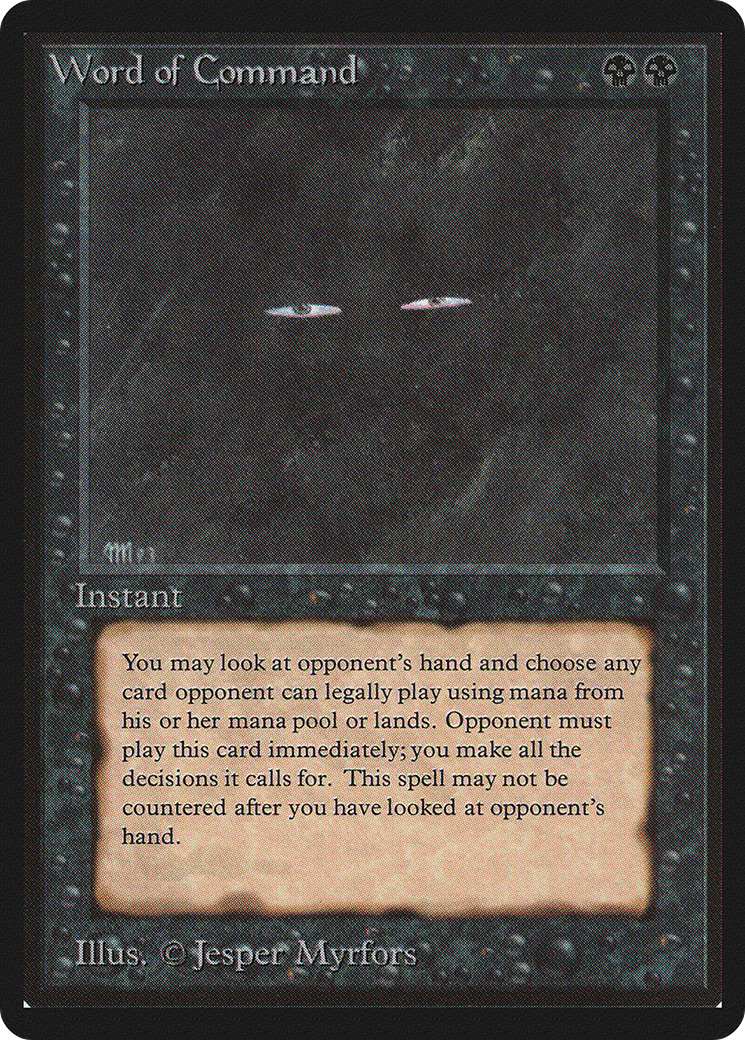 Word of Command
Instant
You may look at opponent's hand and choose any
card opponent can legally play using mana from
his or her mana pool or lands. Opponent must
play this card immediately; you make all the
decisions it calls for. This spell may not be
countered after you have looked at opponent's
hand.
Illus. © Jesper Myrfors